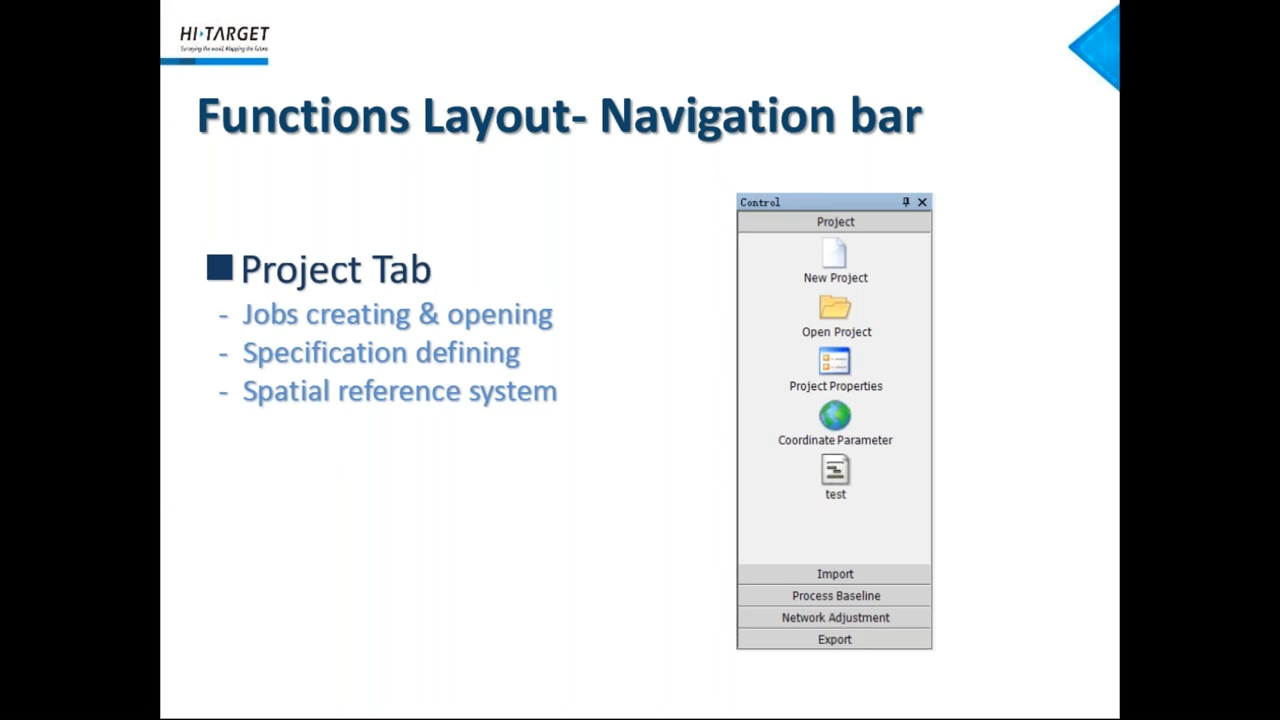 HI·TARGET
Surveying the world, Mapping the future
Functions Layout- Navigation bar
Project Tab
- Jobs creating & opening
- Specification defining
- Spatial reference system
Control
Project
New Project
Open Project
Project Properties
Coordinate Parameter
test
Import
Process Baseline
Network Adjustment
Export